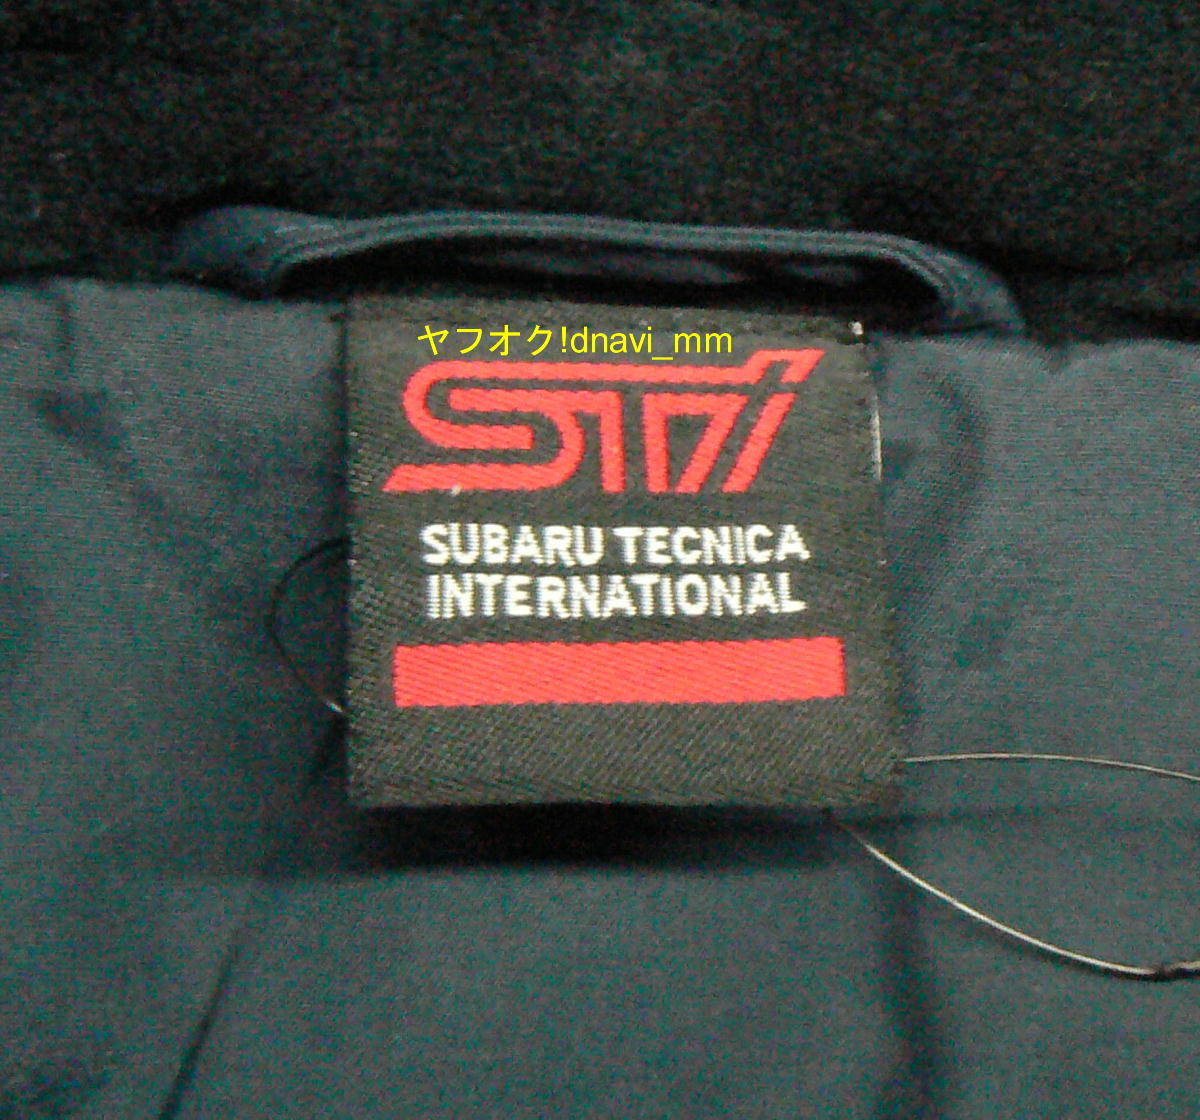 ヤフオク!dnavi_mm
STi
SUBARU TECNICA
INTERNATIONAL